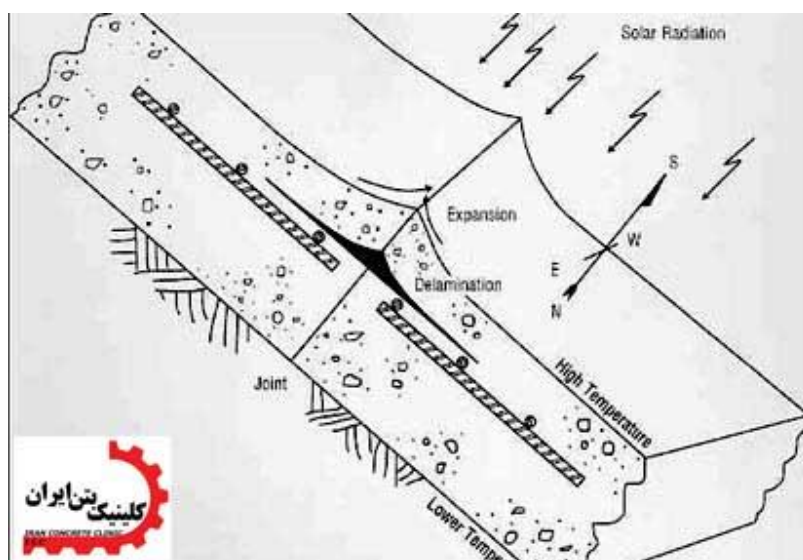 Solar Radiation
S
Expansion
W
E
Delamination
N
Joint
High Temperature
Lower Tempe
کلینیک بتن ایران
IRAN CONCRETE CLINIC